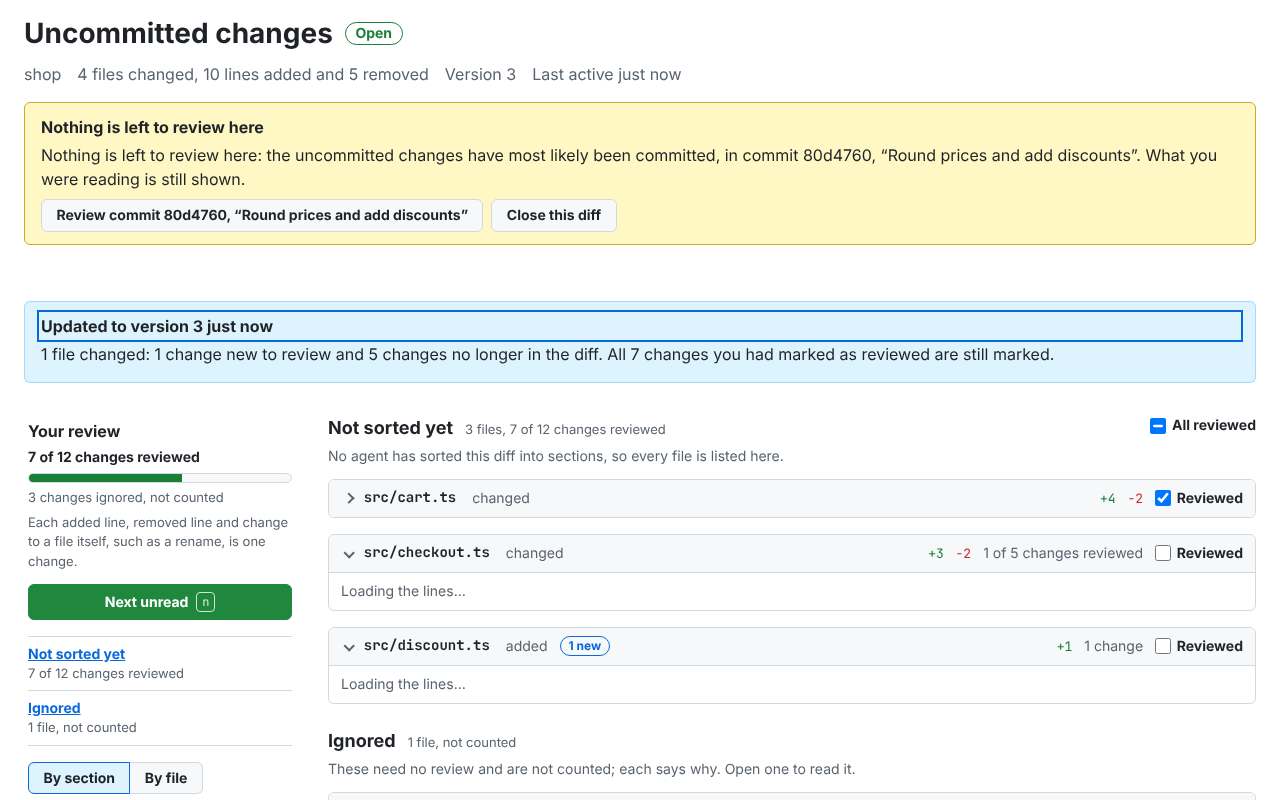 Uncommitted changes Open
shop 4 files changed, 10 lines added and 5 removed Version 3 Last active just now
Nothing is left to review here
Nothing is left to review here: the uncommitted changes have most likely been committed, in commit 80d4760, “Round prices and add discounts”. What you
were reading is still shown.
Review commit 80d4760, “Round prices and add discounts” Close this diff
Updated to version 3 just now
1 file changed: 1 change new to review and 5 changes no longer in the diff. All 7 changes you had marked as reviewed are still marked.
Your review
7 of 12 changes reviewed
3 changes ignored, not counted
Each added line, removed line and change
to a file itself, such as a rename, is one
change.
Next unread n
Not sorted yet
7 of 12 changes reviewed
Ignored
1 file, not counted
By section By file
Not sorted yet 3 files, 7 of 12 changes reviewed All reviewed
No agent has sorted this diff into sections, so every file is listed here.
src/cart.ts changed +4 -2 Reviewed
src/checkout.ts changed +3 -2 1 of 5 changes reviewed Reviewed
Loading the lines...
src/discount.ts added 1 new +1 1 change Reviewed
Loading the lines...
Ignored 1 file, not counted
These need no review and are not counted; each says why. Open one to read it.